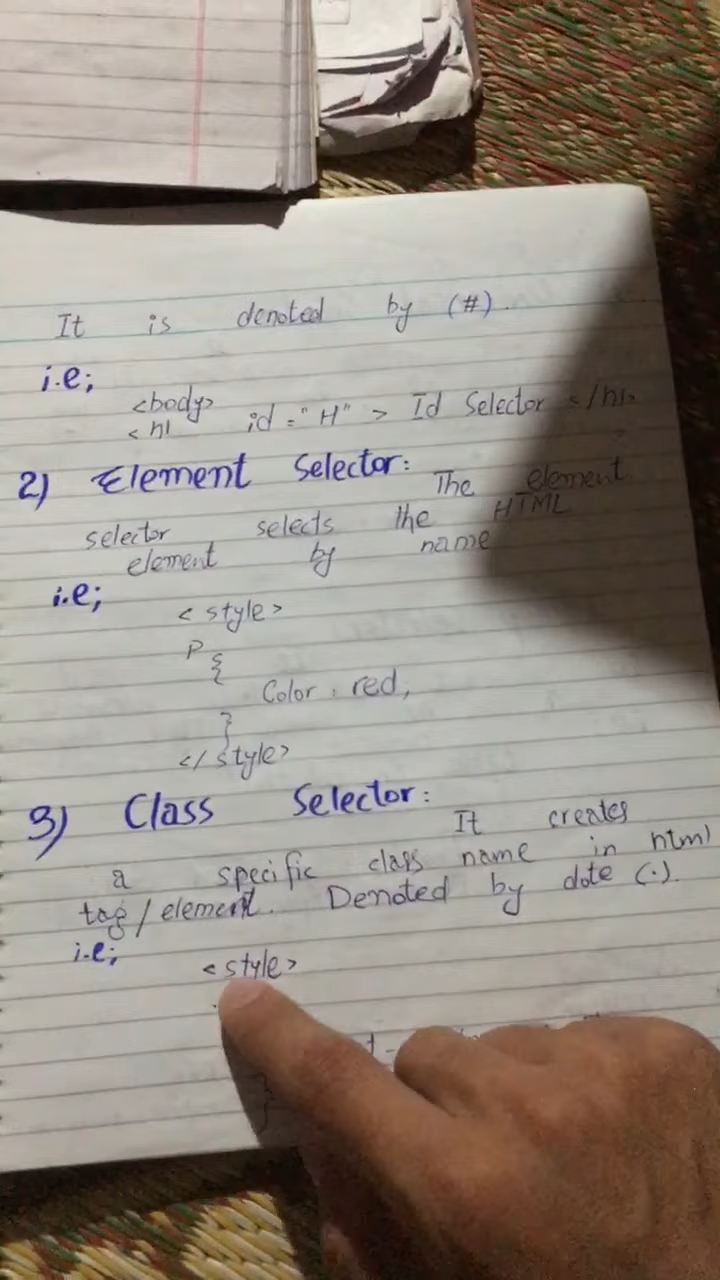 It is denoted by (#).
i.e;
<body>
<h1 id="H" > Id Selector </h1>
2) Element Selector: The element
selector selects the HTML
element by name
i.e;
<style>
P {
Color: red,
}
</style>
3) Class Selector: It creates
a specific class name in html
tag/element. Denoted by date (.).
i.e;
<style>
}